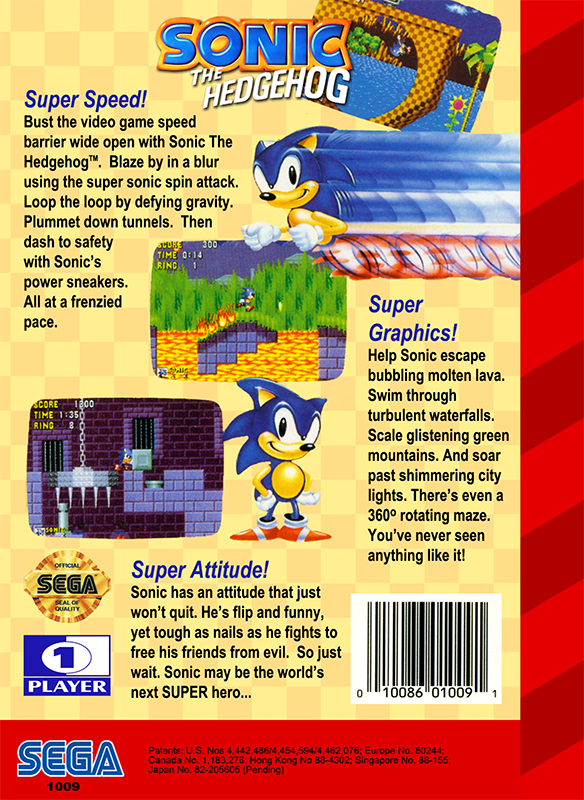 SONIC
THE
HEDGEHOG
Super Speed!
Bust the video game speed
barrier wide open with Sonic The
Hedgehog™. Blaze by in a blur
using the super sonic spin attack.
Loop the loop by defying gravity.
Plummet down tunnels. Then
dash to safety
with Sonic's
power sneakers.
All at a frenzied
pace.
SCORE 300
TIME 0:14
RING 1
Super
Graphics!
Help Sonic escape
bubbling molten lava.
Swim through
turbulent waterfalls.
Scale glistening green
mountains. And soar
past shimmering city
lights. There's even a
360º rotating maze.
You've never seen
anything like it!
SCORE 1800
TIME 1:35
RING 8
SONIC
Super Attitude!
Sonic has an attitude that just
won't quit. He's flip and funny,
yet tough as nails as he fights to
free his friends from evil. So just
wait. Sonic may be the world's
next SUPER hero...
OFFICIAL
SEGA
SEAL OF
QUALITY
1
PLAYER
0 10086 01009 1
SEGA
1009
Patents: U.S. Nos 4,442,486/4,454,594/4,462,076; Europe No. 80244;
Canada No. 1,183,276; Hong Kong No 88-4302; Singapore No. 88-155;
Japan No. 82-205605 (Pending)